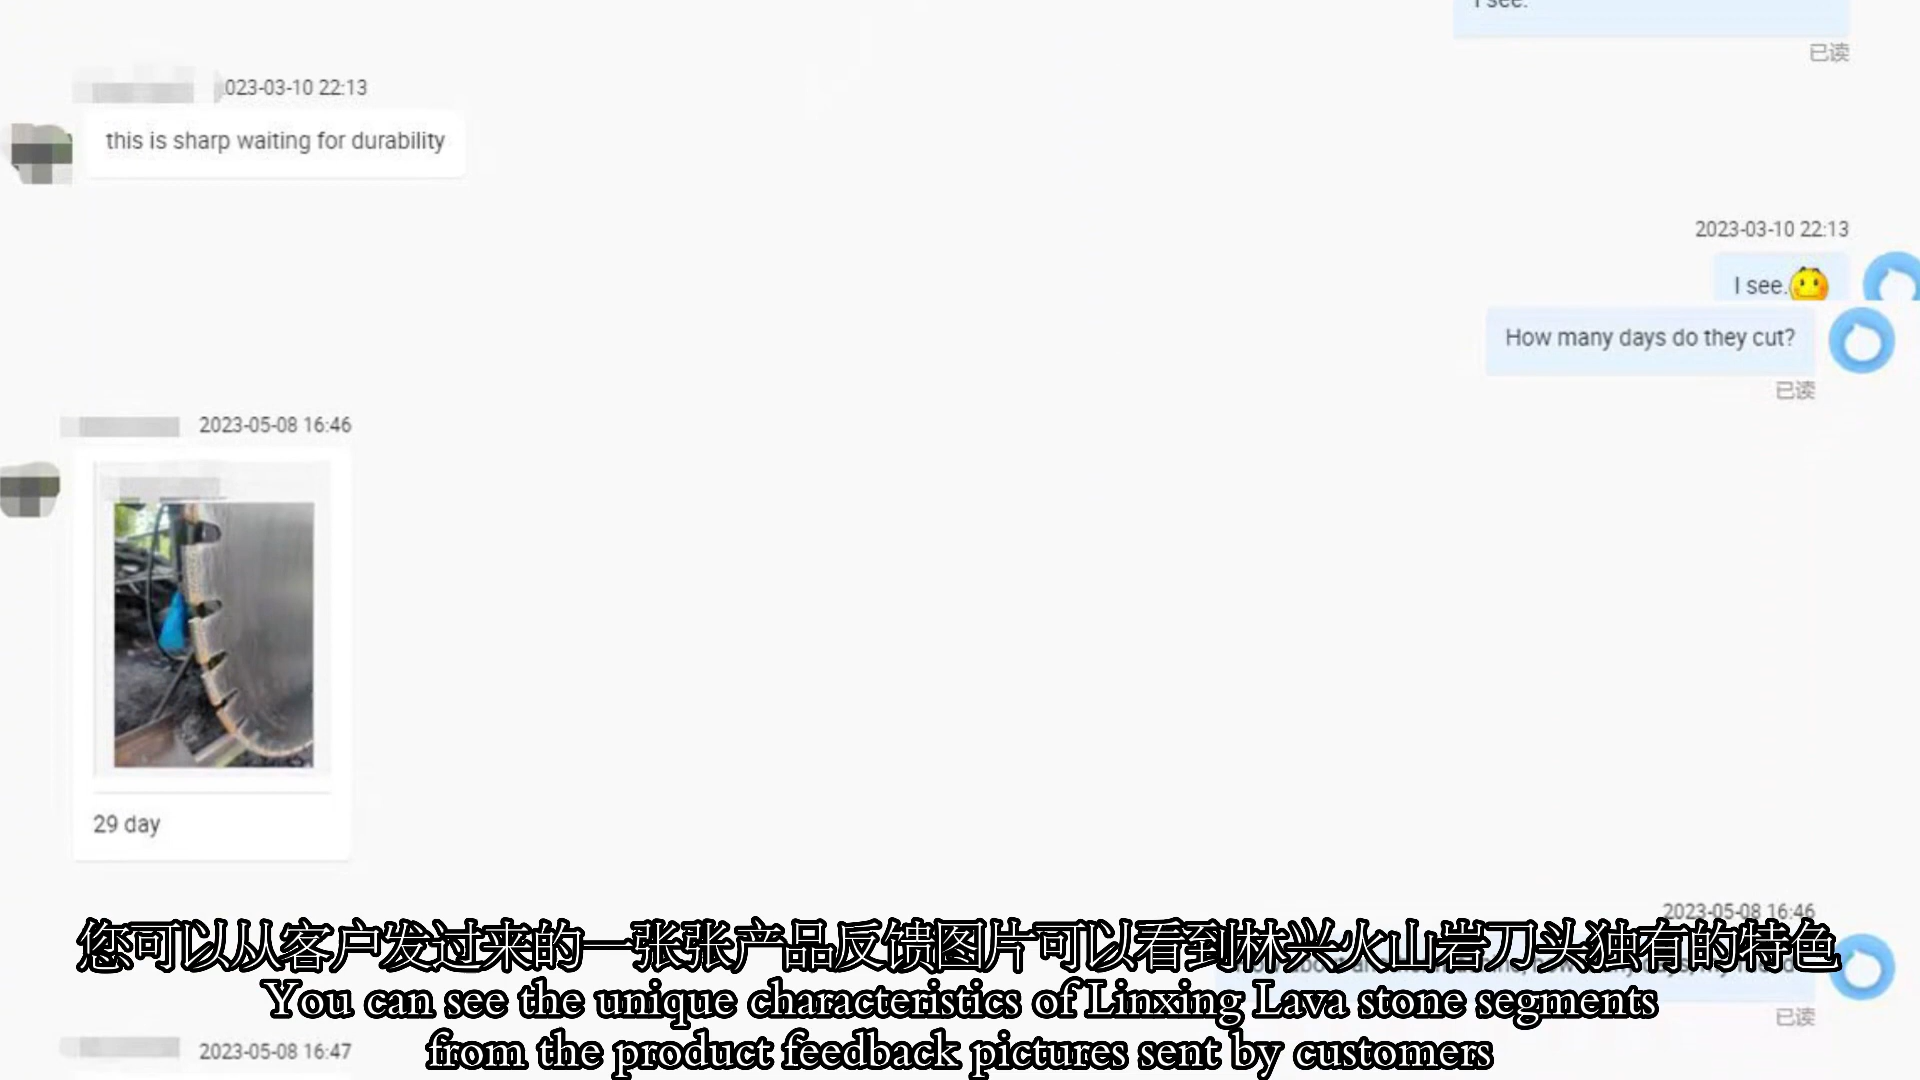 I see.
已读
023-03-10 22:13
this is sharp waiting for durability
2023-03-10 22:13
I see.
How many days do they cut?
已读
2023-05-08 16:46
29 day
2023-05-08 16:46
您可以从客户发过来的一张张产品反馈图片可以看到林兴火山岩刀头独有的特色
You can see the unique characteristics of Linxing Lava stone segments
已读
from the product feedback pictures sent by customers
2023-05-08 16:47